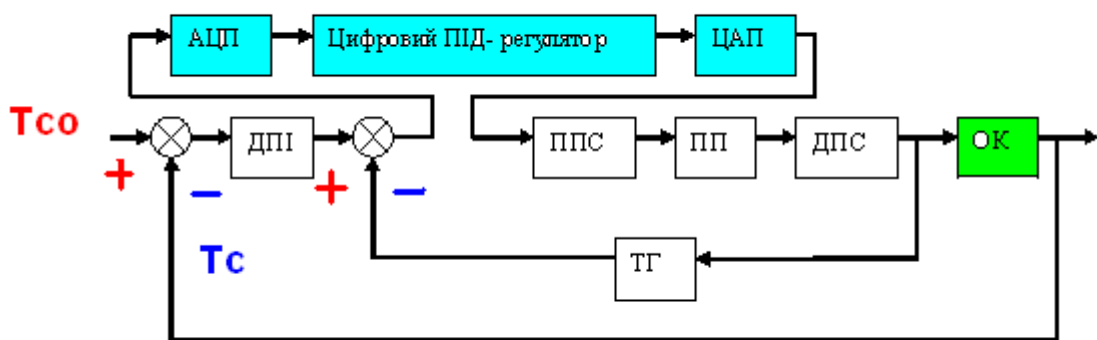 АЦП
Цифровий ПІД- регулятор
ЦАП
Тсо
ДПІ
ППС
ПП
ДПС
ОК
+
−
+
−
Тс
ТГ